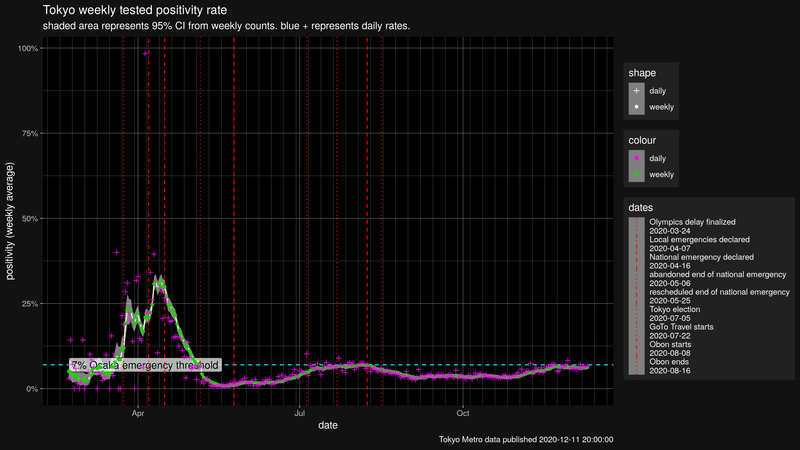 Tokyo weekly tested positivity rate
shaded area represents 95% CI from weekly counts. blue + represents daily rates.
100%
75%
50%
25%
0%
positivity (weekly average)
7% Osaka emergency threshold
Apr
Jul
Oct
date
Tokyo Metro data published 2020-12-11 20:00:00
shape
daily
weekly
colour
daily
weekly
dates
Olympics delay finalized
2020-03-24
Local emergencies declared
2020-04-07
National emergency declared
2020-04-16
abandoned end of national emergency
2020-05-06
rescheduled end of national emergency
2020-05-25
Tokyo election
2020-07-05
GoTo Travel starts
2020-07-22
Obon starts
2020-08-08
Obon ends
2020-08-16